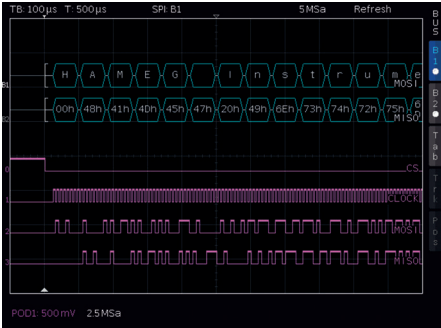 TB: 100 µs T: 500 µs SPI: B1 5 MSa Refresh
BUS
B1
B2
Tab
B1 H A M E G I n s t r u m e
MOSI
B2 00h 48h 41h 4Dh 45h 47h 20h 49h 6Eh 73h 74h 72h 75h 6
MISO
0 CS
1 CLOCK
2 MOSI
3 MISO
POD1: 500 mV 2.5 MSa